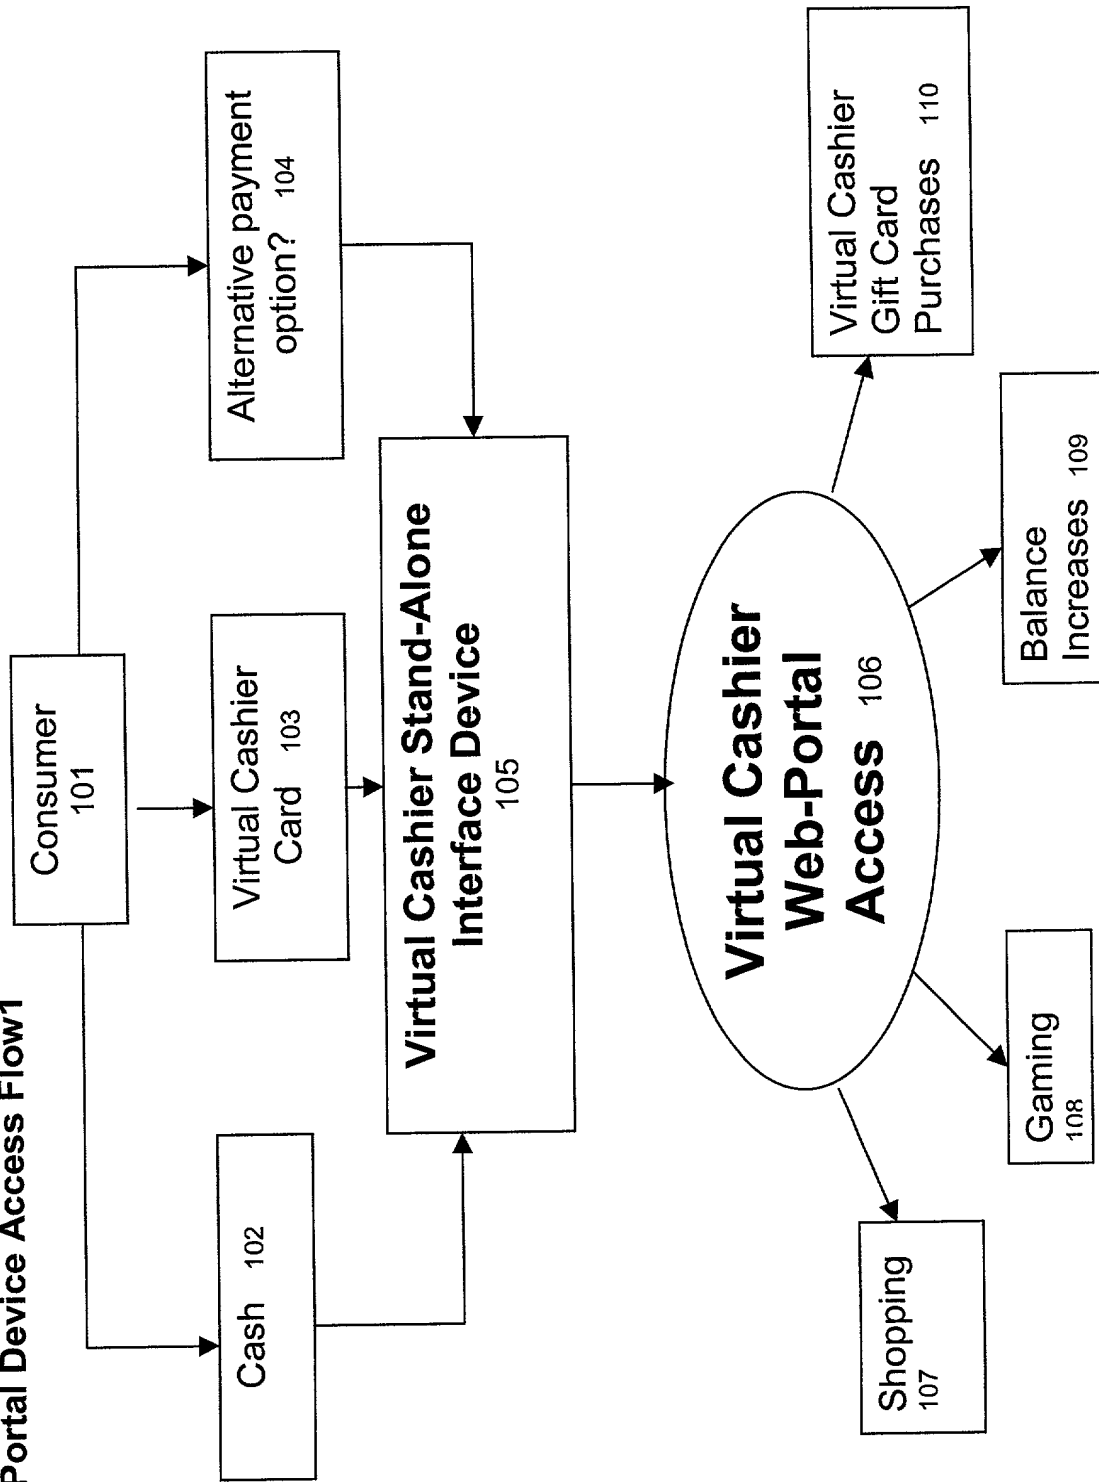 Portal Device Access Flow1
Consumer
101
Cash 102
Virtual Cashier
Card 103
Alternative payment
option? 104
Virtual Cashier Stand-Alone
Interface Device
105
Virtual Cashier
Web-Portal
Access 106
Shopping
107
Gaming
108
Balance
Increases 109
Virtual Cashier
Gift Card
Purchases 110